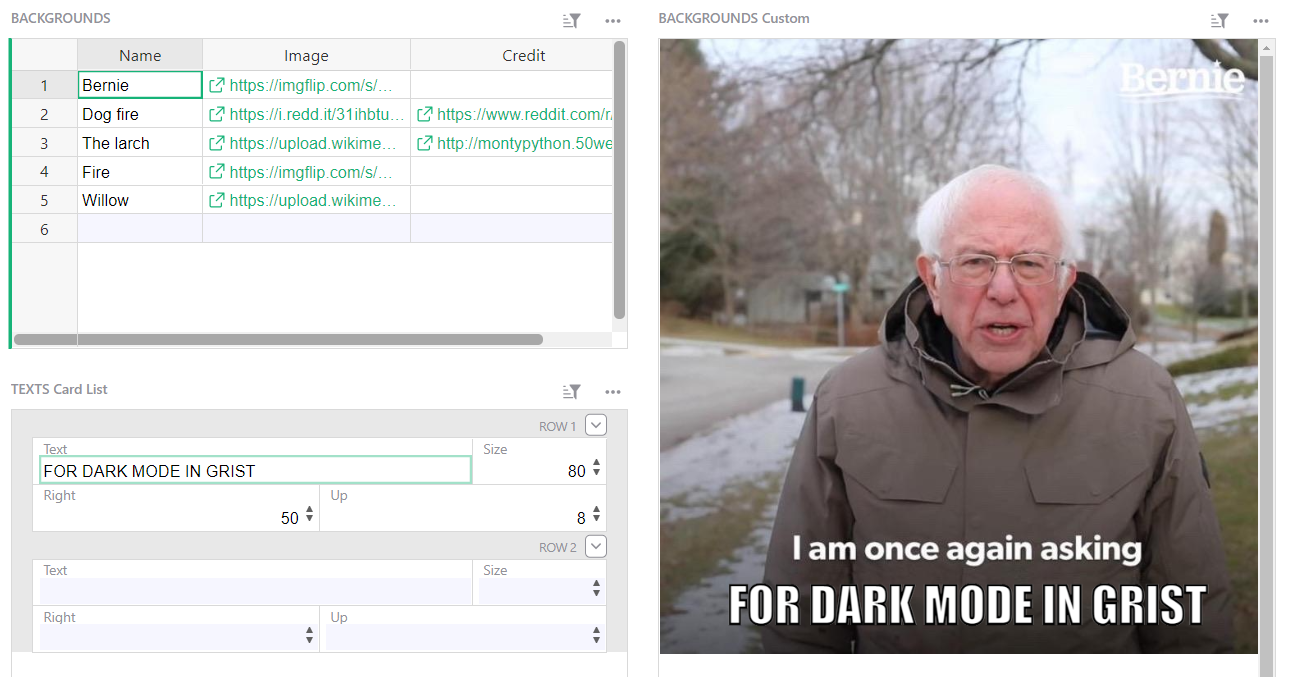 BACKGROUNDS
Name Image Credit
1 Bernie https://imgflip.com/s/…
2 Dog fire https://i.redd.it/31ihbtu… https://www.reddit.com/r/
3 The larch https://upload.wikime… http://montypython.50we
4 Fire https://imgflip.com/s/…
5 Willow https://upload.wikime…
6
TEXTS Card List
ROW 1
Text Size
FOR DARK MODE IN GRIST 80
Right Up
50 8
ROW 2
Text Size
Right Up
BACKGROUNDS Custom
Bernie
I am once again asking
FOR DARK MODE IN GRIST